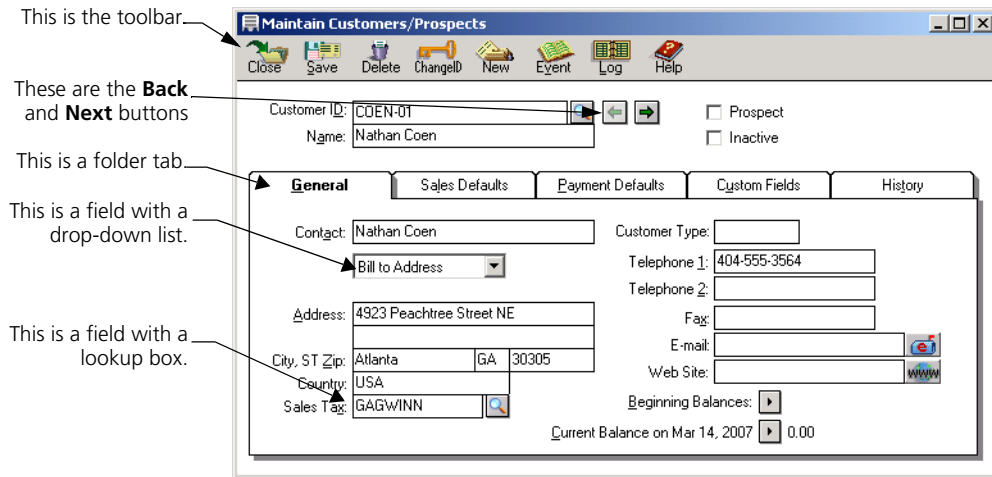 This is the toolbar.
Maintain Customers/Prospects
Close Save Delete ChangeID New Event Log Help
These are the Back
and Next buttons
Customer ID: COEN-01
Prospect
Name: Nathan Coen
Inactive
This is a folder tab.
General Sales Defaults Payment Defaults Custom Fields History
This is a field with a
drop-down list.
Contact: Nathan Coen
Customer Type:
Bill to Address
Telephone 1: 404-555-3564
Telephone 2:
Address: 4923 Peachtree Street NE
Fax:
This is a field with a
lookup box.
E-mail:
City, ST Zip: Atlanta GA 30305
Web Site: www
Country: USA
Sales Tax: GAGWINN
Beginning Balances:
Current Balance on Mar 14, 2007 0.00